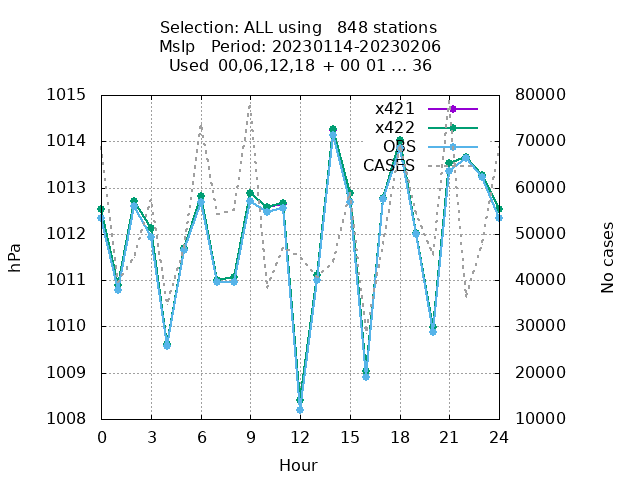 Selection: ALL using   848 stations
Mslp   Period: 20230114-20230206
Used  00,06,12,18 + 00 01 ... 36
1015
1014
1013
1012
1011
1010
1009
1008
hPa
80000
70000
60000
50000
40000
30000
20000
10000
No cases
x421
x422
OBS
CASES
0 3 6 9 12 15 18 21 24
Hour